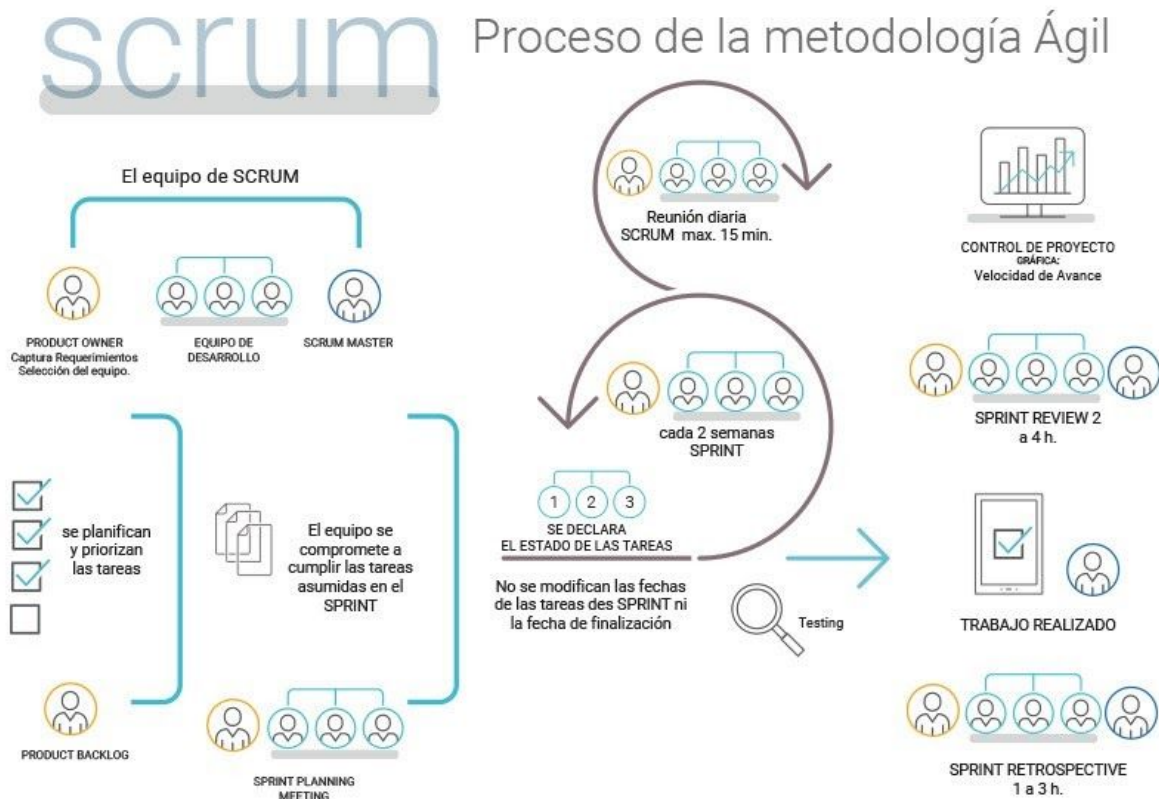 scrum
Proceso de la metodología Ágil
El equipo de SCRUM
PRODUCT OWNER
Captura Requerimientos
Selección del equipo.
EQUIPO DE
DESARROLLO
SCRUM MASTER
se planifican
y priorizan
las tareas
PRODUCT BACKLOG
El equipo se
compromete a
cumplir las tareas
asumidas en el
SPRINT
SPRINT PLANNING
MEETING
Reunión diaria
SCRUM max. 15 min.
cada 2 semanas
SPRINT
1 2 3
SE DECLARA
EL ESTADO DE LAS TAREAS
No se modifican las fechas
de las tareas des SPRINT ni
la fecha de finalización
Testing
CONTROL DE PROYECTO
GRÁFICA:
Velocidad de Avance
SPRINT REVIEW 2
a 4 h.
TRABAJO REALIZADO
SPRINT RETROSPECTIVE
1 a 3 h.